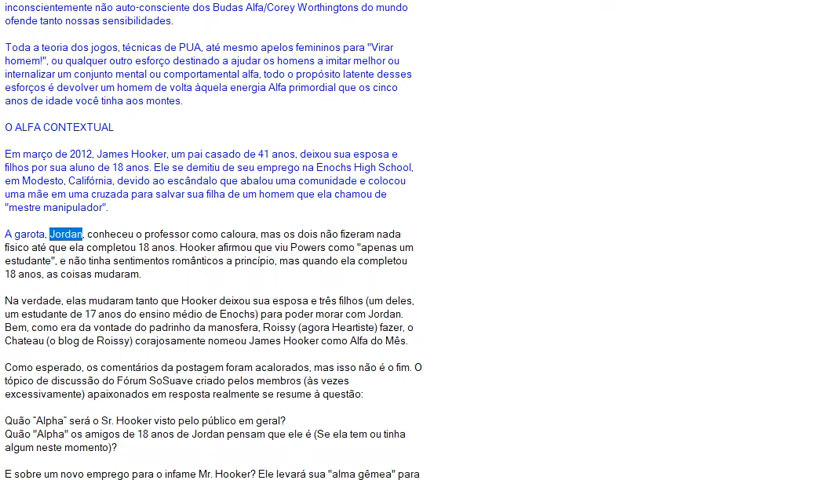 inconscientemente não auto-consciente dos Budas Alfa/Corey Worthingtons do mundo
ofende tanto nossas sensibilidades.
Toda a teoria dos jogos, técnicas de PUA, até mesmo apelos femininos para "Virar
homem!", ou qualquer outro esforço destinado a ajudar os homens a imitar melhor ou
internalizar um conjunto mental ou comportamental alfa, todo o propósito latente desses
esforços é devolver um homem de volta àquela energia Alfa primordial que os cinco
anos de idade você tinha aos montes.
O ALFA CONTEXTUAL
Em março de 2012, James Hooker, um pai casado de 41 anos, deixou sua esposa e
filhos por sua aluno de 18 anos. Ele se demitiu de seu emprego na Enochs High School,
em Modesto, Califórnia, devido ao escândalo que abalou uma comunidade e colocou
uma mãe em uma cruzada para salvar sua filha de um homem que ela chamou de
"mestre manipulador".
A garota, Jordan, conheceu o professor como caloura, mas os dois não fizeram nada
físico até que ela completou 18 anos. Hooker afirmou que viu Powers como "apenas um
estudante", e não tinha sentimentos românticos a princípio, mas quando ela completou
18 anos, as coisas mudaram.
Na verdade, elas mudaram tanto que Hooker deixou sua esposa e três filhos (um deles,
um estudante de 17 anos do ensino médio de Enochs) para poder morar com Jordan.
Bem, como era da vontade do padrinho da manosfera, Roissy (agora Heartiste) fazer, o
Chateau (o blog de Roissy) corajosamente nomeou James Hooker como Alfa do Mês.
Como esperado, os comentários da postagem foram acalorados, mas isso não é o fim. O
tópico de discussão do Fórum SoSuave criado pelos membros (às vezes
excessivamente) apaixonados em resposta realmente se resume à questão:
Quão "Alpha" será o Sr. Hooker visto pelo público em geral?
Quão "Alpha" os amigos de 18 anos de Jordan pensam que ele é (Se ela tem ou tinha
algum neste momento)?
E sobre um novo emprego para o infame Mr. Hooker? Ele levará sua "alma gêmea" para